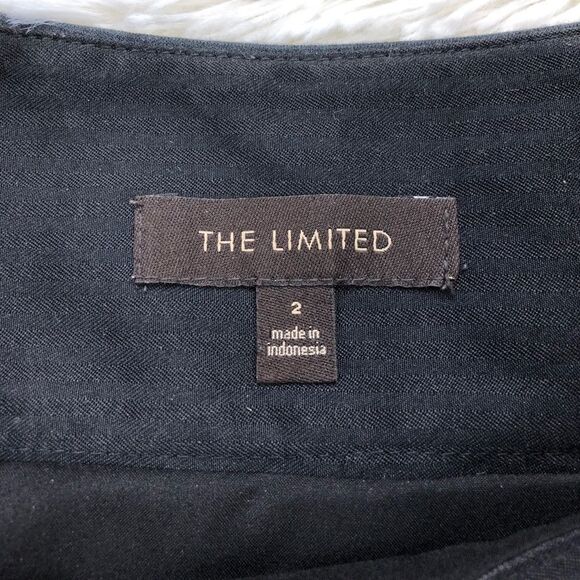 THE LIMITED
2
made in
indonesia